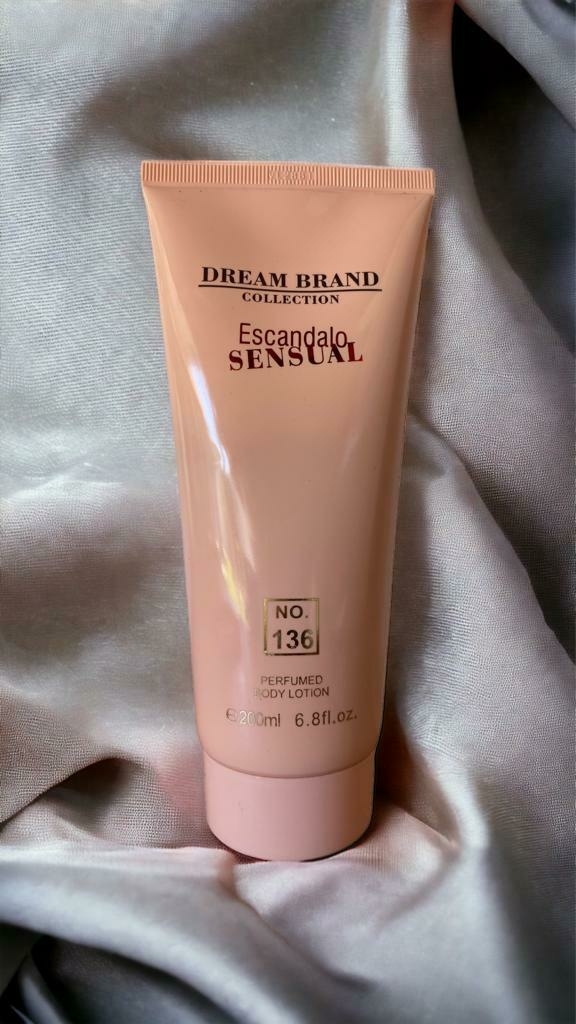 DREAM BRAND
COLLECTION
Escandalo
SENSUAL
NO.
136
PERFUMED
BODY LOTION
℮200ml 6.8fl.oz.